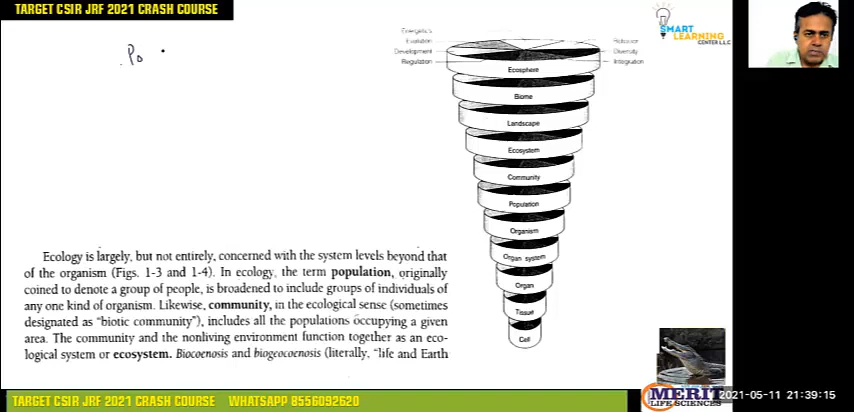 TARGET CSIR JRF 2021 CRASH COURSE
SMART
LEARNING
CENTER L.L.C
Po
Energetics
Evolution
Development
Regulation
Behavior
Diversity
Integration
Ecosphere
Biome
Landscape
Ecosystem
Community
Population
Organism
Organ system
Organ
Tissue
Cell
Ecology is largely, but not entirely, concerned with the system levels beyond that
of the organism (Figs. 1-3 and 1-4). In ecology, the term population, originally
coined to denote a group of people, is broadened to include groups of individuals of
any one kind of organism. Likewise, community, in the ecological sense (sometimes
designated as “biotic community”), includes all the populations occupying a given
area. The community and the nonliving environment function together as an eco-
logical system or ecosystem. Biocoenosis and biogeocoenosis (literally, “life and Earth
TARGET CSIR JRF 2021 CRASH COURSE WHATSAPP 8556092620
MERIT
LIFE SCIENCES
2021-05-11 21:39:15